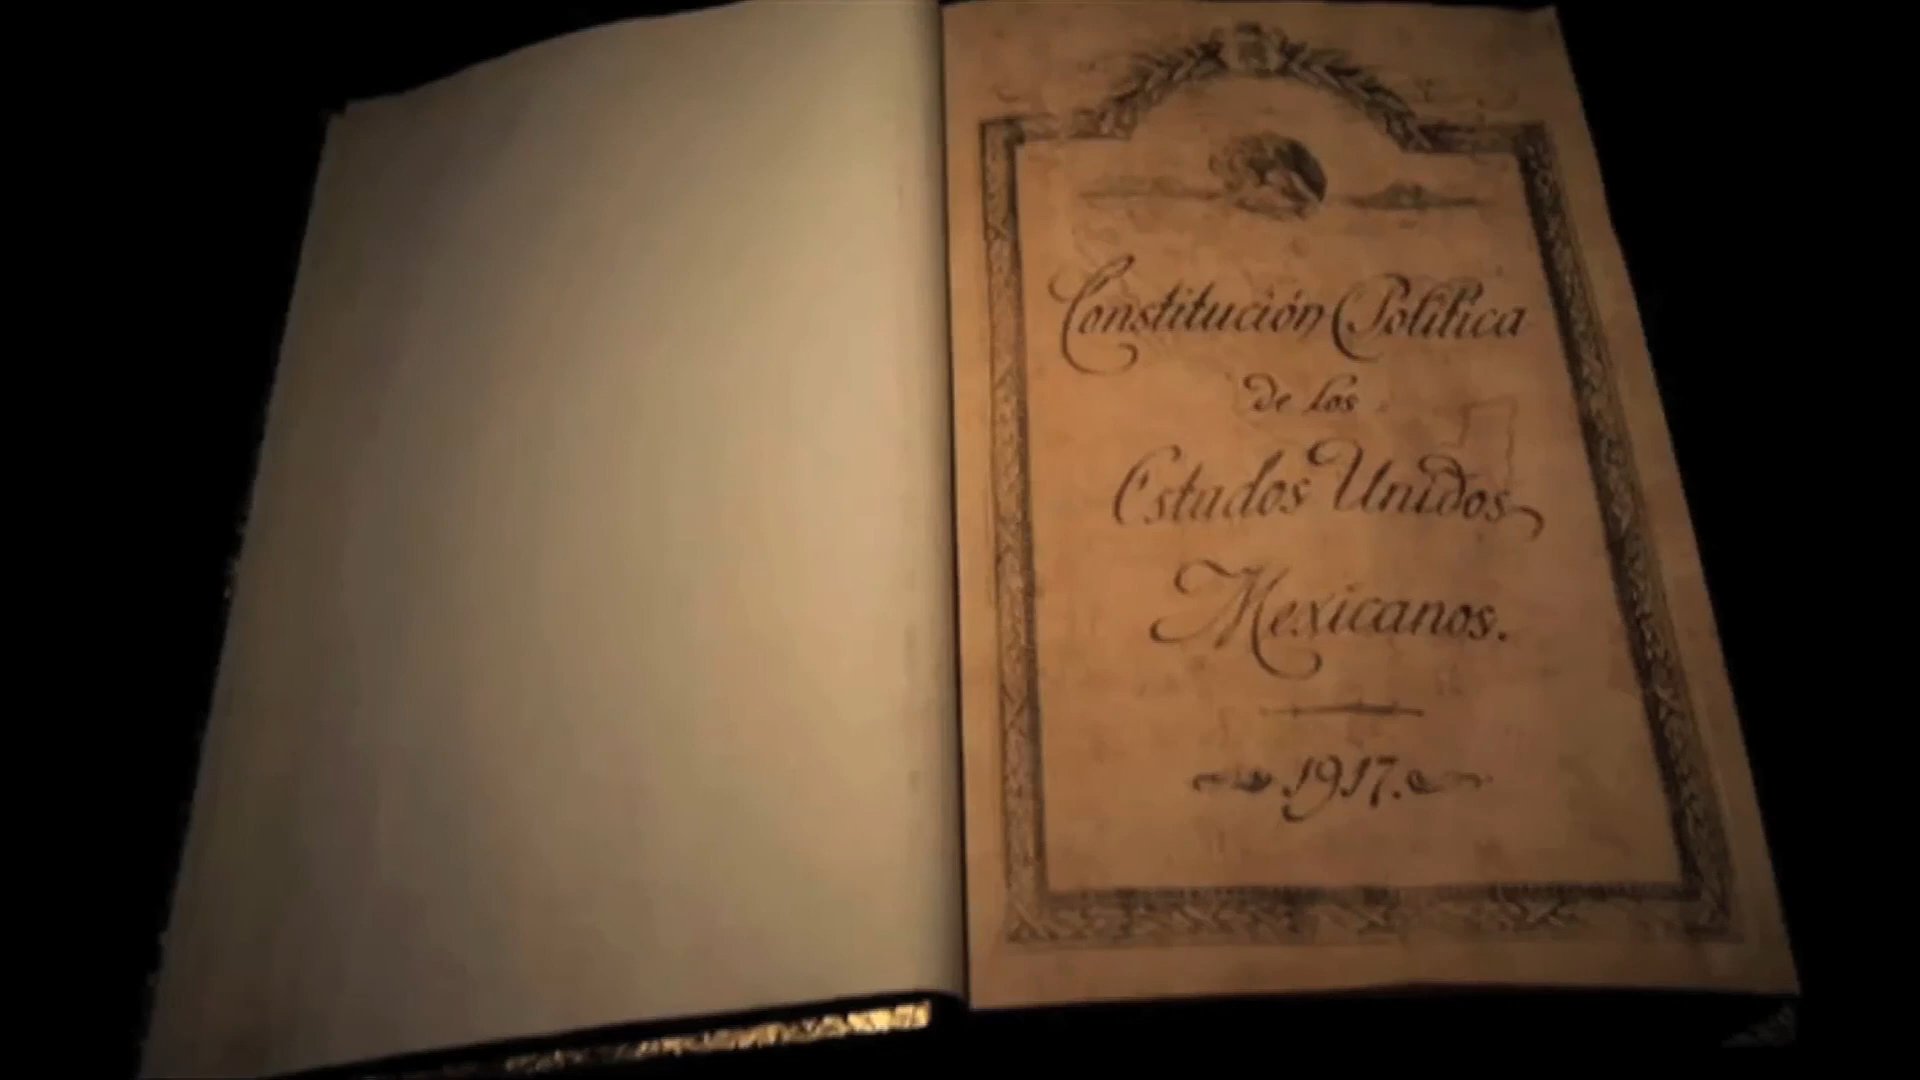 Constitución Política
de los
Estados Unidos
Mexicanos.
1917.